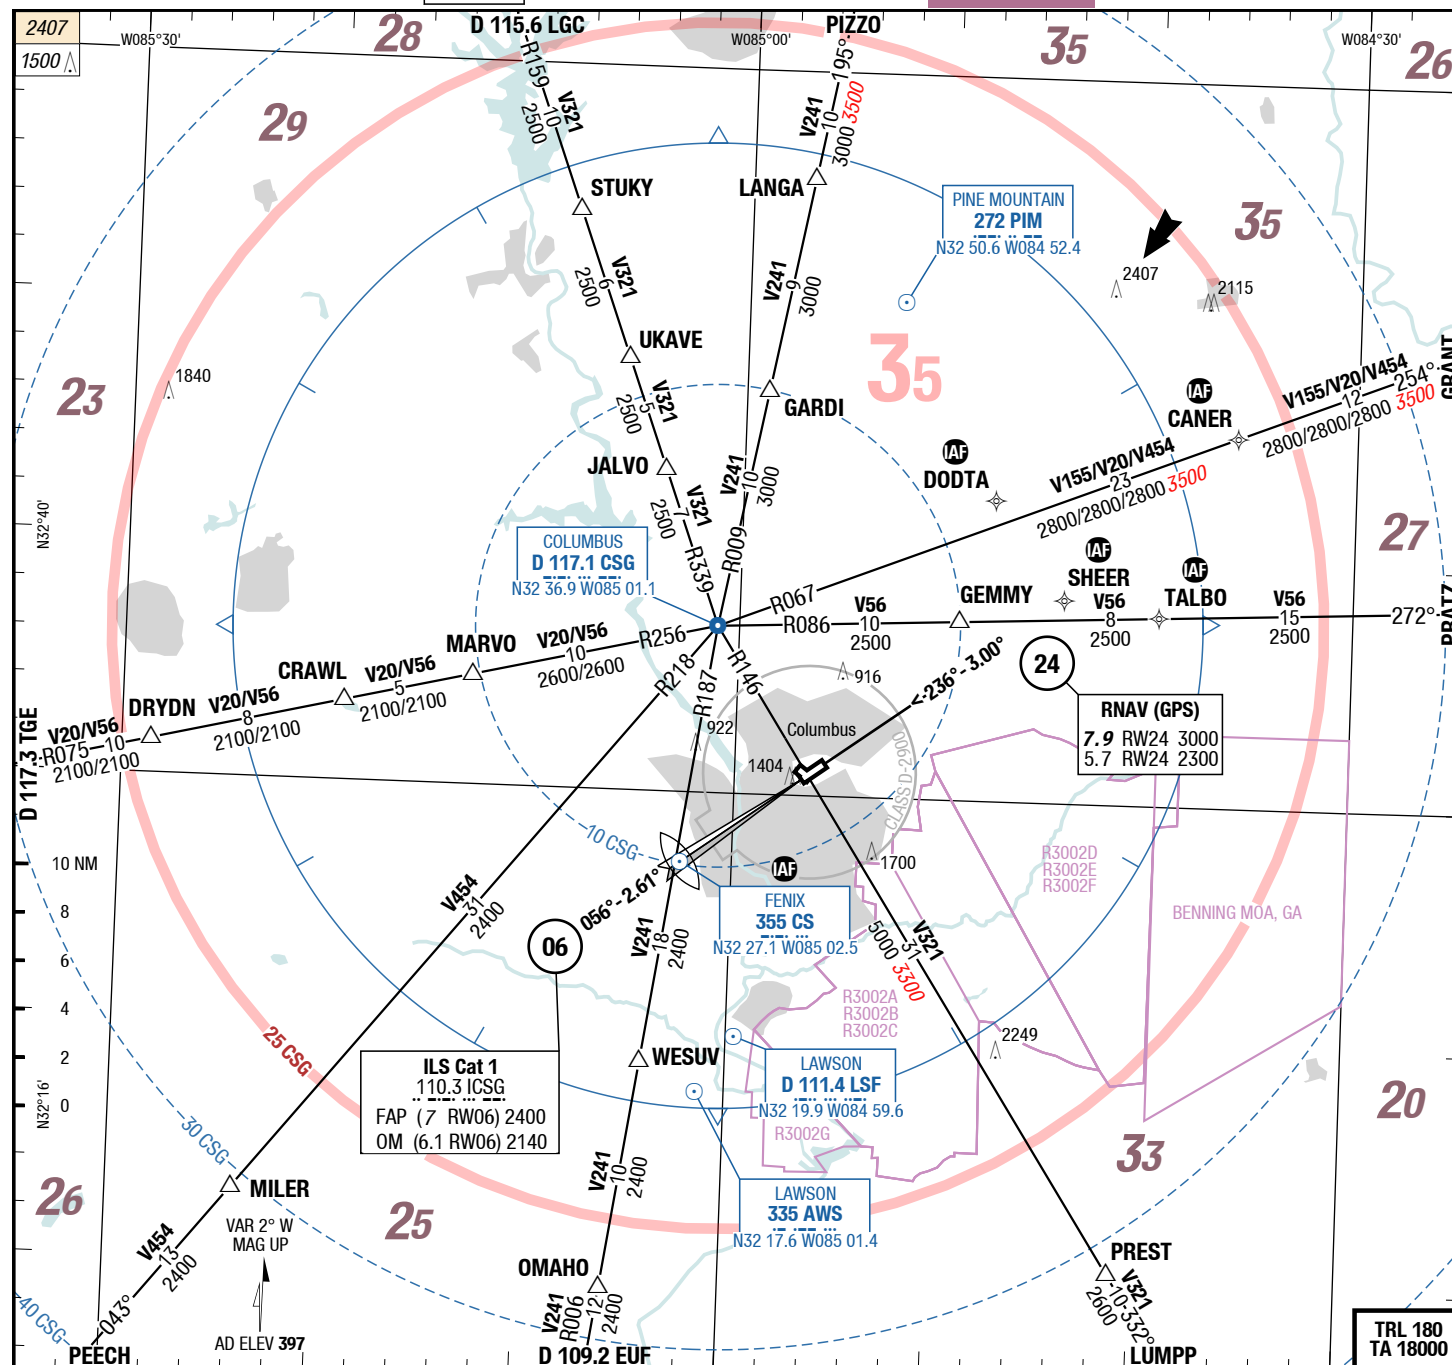 2407
1500
W085°30'
28
D 115.6 LGC
W085°00'
PIZZO
35
W084°30'
26
29
R159
V321
10
2500
195°
V241
10
3000 3500
STUKY
LANGA
PINE MOUNTAIN
272 PIM
N32 50.6 W084 52.4
35
2407
2115
V321
6
2500
V241
9
3000
UKAVE
35
GRANT
1840
23
V321
5
2500
GARDI
IAF
CANER
V155/V20/V454
254°
12
2800/2800/2800 3500
JALVO
V241
10
3000
IAF
DODTA
V155/V20/V454
23
2800/2800/2800 3500
N32°40'
V321
7
2500
R339
R009
27
COLUMBUS
D 117.1 CSG
N32 36.9 W085 01.1
R067
IAF
SHEER
IAF
TALBO
GEMMY
V56
10
R086
2500
V56
8
2500
V56
15
2500
272°
PRATZ
MARVO
V20/V56
R256
10
2600/2600
CRAWL
V20/V56
5
2100/2100
DRYDN
V20/V56
8
2100/2100
V20/V56
R075
10
2100/2100
D 117.3 TGE
R218
R187
R146
916
<-236°-3.00°
24
RNAV (GPS)
7.9 RW24 3000
5.7 RW24 2300
922
Columbus
1404
CLASS D-2900
10 CSG
10 NM
8
6
4
2
0
1700
IAF
R3002D
R3002E
R3002F
056°-2.61°
06
FENIX
355 CS
N32 27.1 W085 02.5
BENNING MOA, GA
V454
31
2400
V241
18
2400
V321
31
5000 3300
R3002A
R3002B
R3002C
2249
25 CSG
WESUV
ILS Cat 1
110.3 ICSG
FAP (7 RW06) 2400
OM (6.1 RW06) 2140
LAWSON
D 111.4 LSF
N32 19.9 W084 59.6
N32°16'
R3002G
20
30 CSG
33
V241
10
2400
LAWSON
335 AWS
N32 17.6 W085 01.4
MILER
26
25
VAR 2° W
MAG UP
V454
13
2400
PREST
OMAHO
V321
10
2600
332°
V241
R006
12
2400
40 CSG
043°
AD ELEV 397
PEECH
D 109.2 EUF
LUMPP
TRL 180
TA 18000